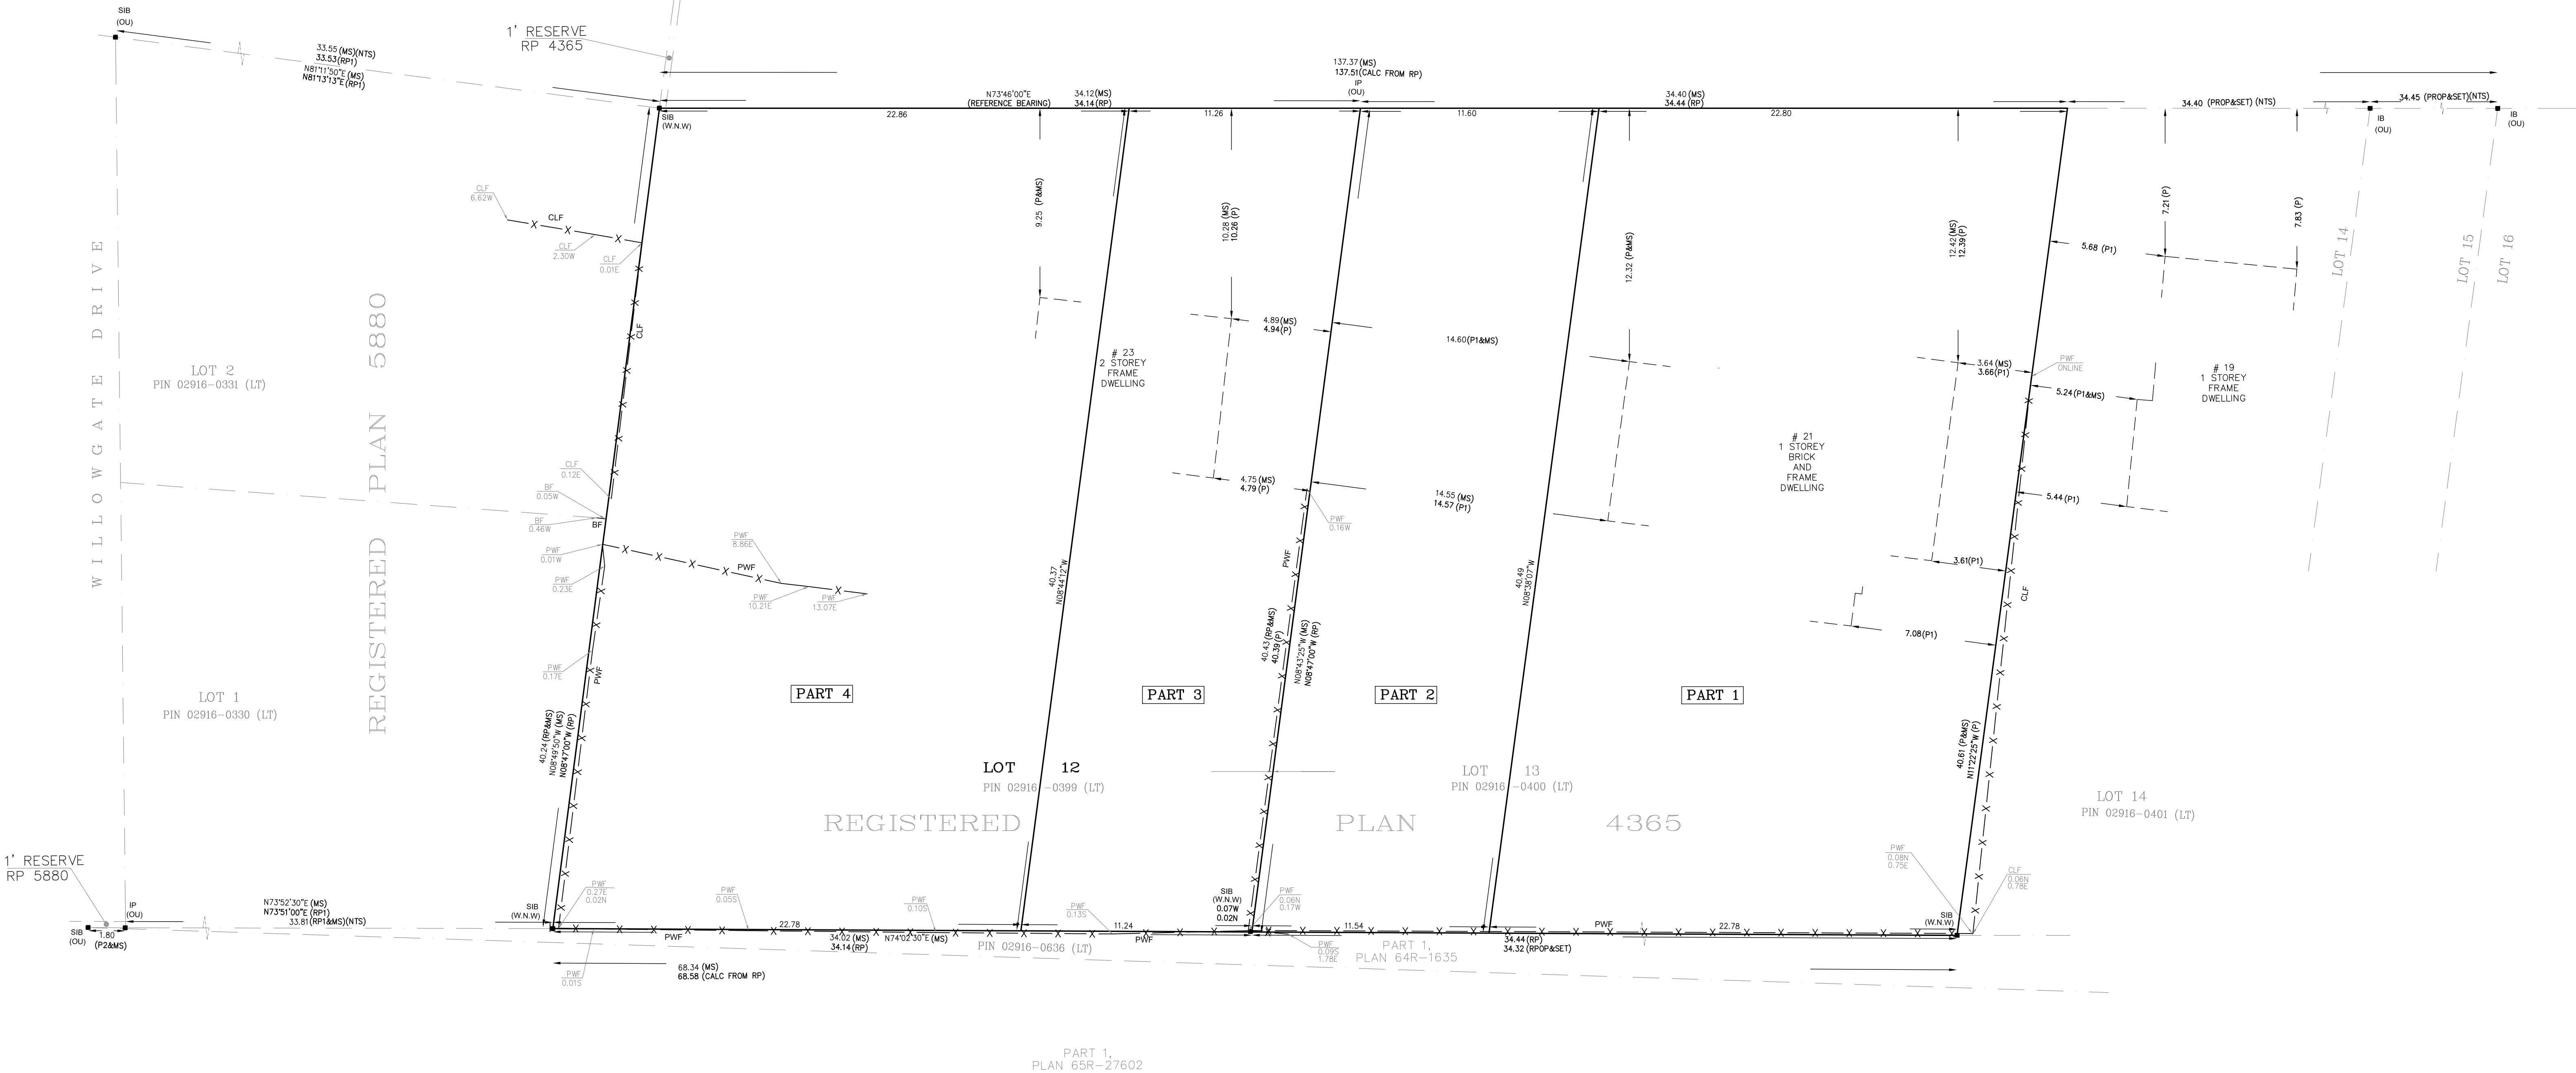 SIB
(OU)
33.55 (MS)(NTS)
33.53(RP1)
N81°11'50"E (MS)
N81°13'13"E (RP1)
1' RESERVE
RP 4365
137.37(MS)
137.51(CALC FROM RP)
IP
(OU)
N73°46'00"E
(REFERENCE BEARING)
34.12(MS)
34.14(RP)
34.40(MS)
34.44 (RP)
34.40 (PROP&SET) (NTS)
34.45 (PROP&SET)(NTS)
SIB
(W.N.W)
22.86
11.26
11.60
22.80
IB
(OU)
IB
(OU)
CLF
6.62W
CLF
CLF
2.30W
CLF
0.01E
CLF
9.25 (P&MS)
10.28 (MS)
10.26 (P)
12.32 (P&MS)
12.42(MS)
12.39(P)
7.21 (P)
7.83 (P)
5.68 (P1)
LOT 14
LOT 15
LOT 16
WILLOWGATE DRIVE
REGISTERED PLAN 5880
LOT 2
PIN 02916-0331 (LT)
# 23
2 STOREY
FRAME
DWELLING
4.89(MS)
4.94(P)
14.60(P1&MS)
3.64 (MS)
3.66(P1)
PWF
ONLINE
5.24(P1&MS)
# 19
1 STOREY
FRAME
DWELLING
# 21
1 STOREY
BRICK
AND
FRAME
DWELLING
CLF
0.12E
BF
0.05W
BF
0.46W
BF
PWF
0.01W
PWF
0.23E
PWF
8.86E
PWF
PWF
10.21E
PWF
13.07E
4.75(MS)
4.79(P)
PWF
0.16W
14.55 (MS)
14.57 (P1)
5.44(P1)
3.61(P1)
7.08(P1)
CLF
PWF
40.37
N08°44'12"W
40.49
N08°38'07"W
40.43(RP&MS)
40.39(P)
N08°43'25"W (MS)
N08°47'00"W (RP)
PWF
0.17E
PWF
40.24(RP&MS)
N08°49'50"W (MS)
N08°47'00"W (RP)
LOT 1
PIN 02916-0330 (LT)
PART 4
PART 3
PART 2
PART 1
40.61 (P&MS)
N11°22'25"W (P)
LOT 12
PIN 02916-0399 (LT)
LOT 13
PIN 02916-0400 (LT)
LOT 14
PIN 02916-0401 (LT)
REGISTERED PLAN 4365
1' RESERVE
RP 5880
SIB
(OU)
1.80
(P2&MS)
IP
(OU)
N73°52'30"E (MS)
N73°51'00"E (RP1)
33.81(RP1&MS)(NTS)
SIB
(W.N.W)
PWF
0.27E
0.02N
PWF
0.05S
PWF
0.10S
PWF
0.13S
SIB
(W.N.W)
0.07W
0.02N
PWF
0.06N
0.17W
PWF
0.08N
0.75E
CLF
0.06N
0.78E
SIB
(W.N.W)
PWF
22.78
34.02(MS)
34.14(RP)
N74°02'30"E(MS)
11.24
PWF
11.54
PWF
22.78
34.44(RP)
34.32 (RPOP&SET)
PWF
0.01S
PIN 02916-0636 (LT)
PWF
0.09S
1.78E
PART 1,
PLAN 64R-1635
68.34 (MS)
68.58 (CALC FROM RP)
PART 1,
PLAN 65R-27602